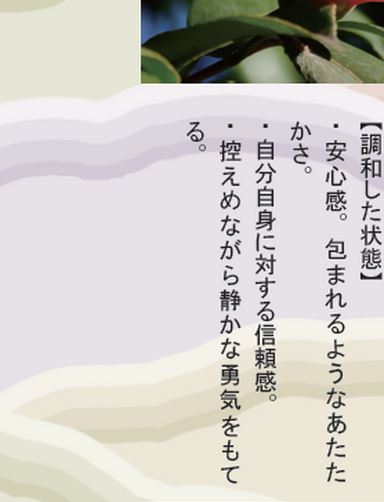 【調和した状態】
・安心感。 包まれるようなあたた
かさ。
・自分自身に対する信頼感。
・控えめながら静かな勇気をもて
る。